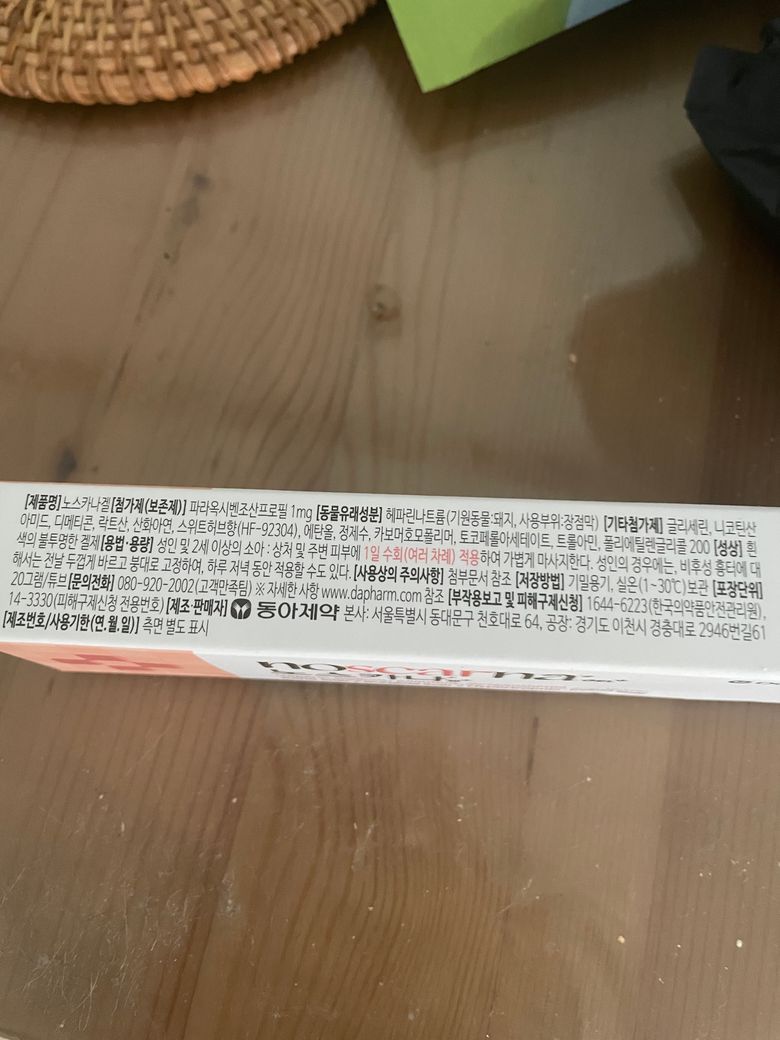 [제품명] 노스카나겔 [첨가제(보존제)] 파라옥시벤조산프로필 1mg [동물유래성분] 헤파린나트륨(기원동물:돼지, 사용부위:장점막) [기타첨가제] 글리세린, 니코틴산
아미드, 디메티콘, 락트산, 산화아연, 스위트허브향(HF-92304), 에탄올, 정제수, 카보머호모폴리머, 토코페롤아세테이트, 트롤아민, 폴리에틸렌글리콜 200 [성상] 흰
색의 불투명한 겔제 [용법·용량] 성인 및 2세 이상의 소아 : 상처 및 주변 피부에 1일 수회(여러 차례) 적용하여 가볍게 마사지한다. 성인의 경우에는, 비후성 흉터에 대
해서는 전날 두껍게 바르고 붕대로 고정하여, 하루 저녁 동안 적용할 수도 있다. [사용상의 주의사항] 첨부문서 참조 [저장방법] 기밀용기, 실온(1~30℃)보관 [포장단위]
20그램/튜브 [문의전화] 080-920-2002(고객만족팀) ※ 자세한 사항 www.dapharm.com 참조 [부작용보고 및 피해구제신청] 1644-6223(한국의약품안전관리원),
14-3330(피해구제신청 전용번호) [제조·판매자] 동아제약 본사: 서울특별시 동대문구 천호대로 64, 공장: 경기도 이천시 경충대로 2946번길61
[제조번호/사용기한(연.월.일)] 측면 별도 표시
noscarna